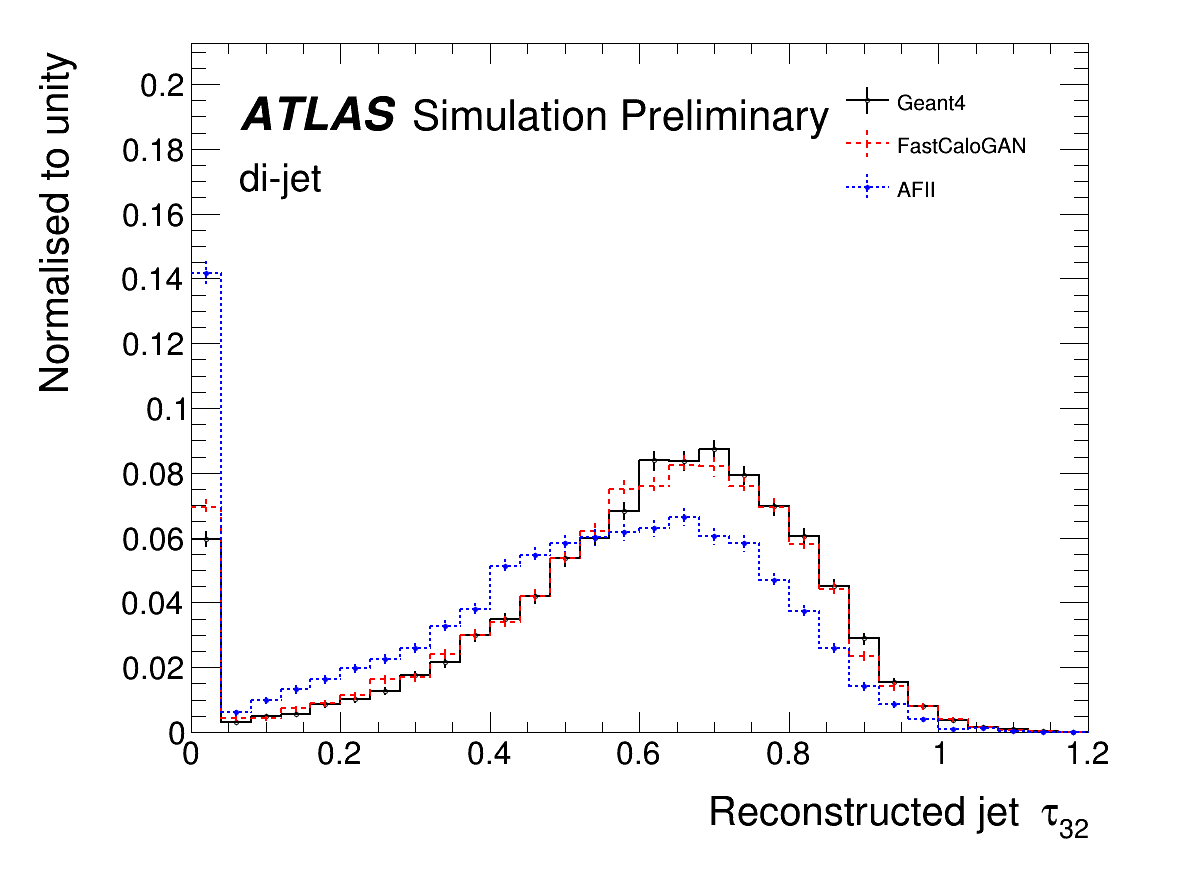 Normalised to unity
0.2
0.18
0.16
0.14
0.12
0.1
0.08
0.06
0.04
0.02
0
ATLAS Simulation Preliminary
di-jet
Geant4
FastCaloGAN
AFII
0 0.2 0.4 0.6 0.8 1 1.2
Reconstructed jet τ32